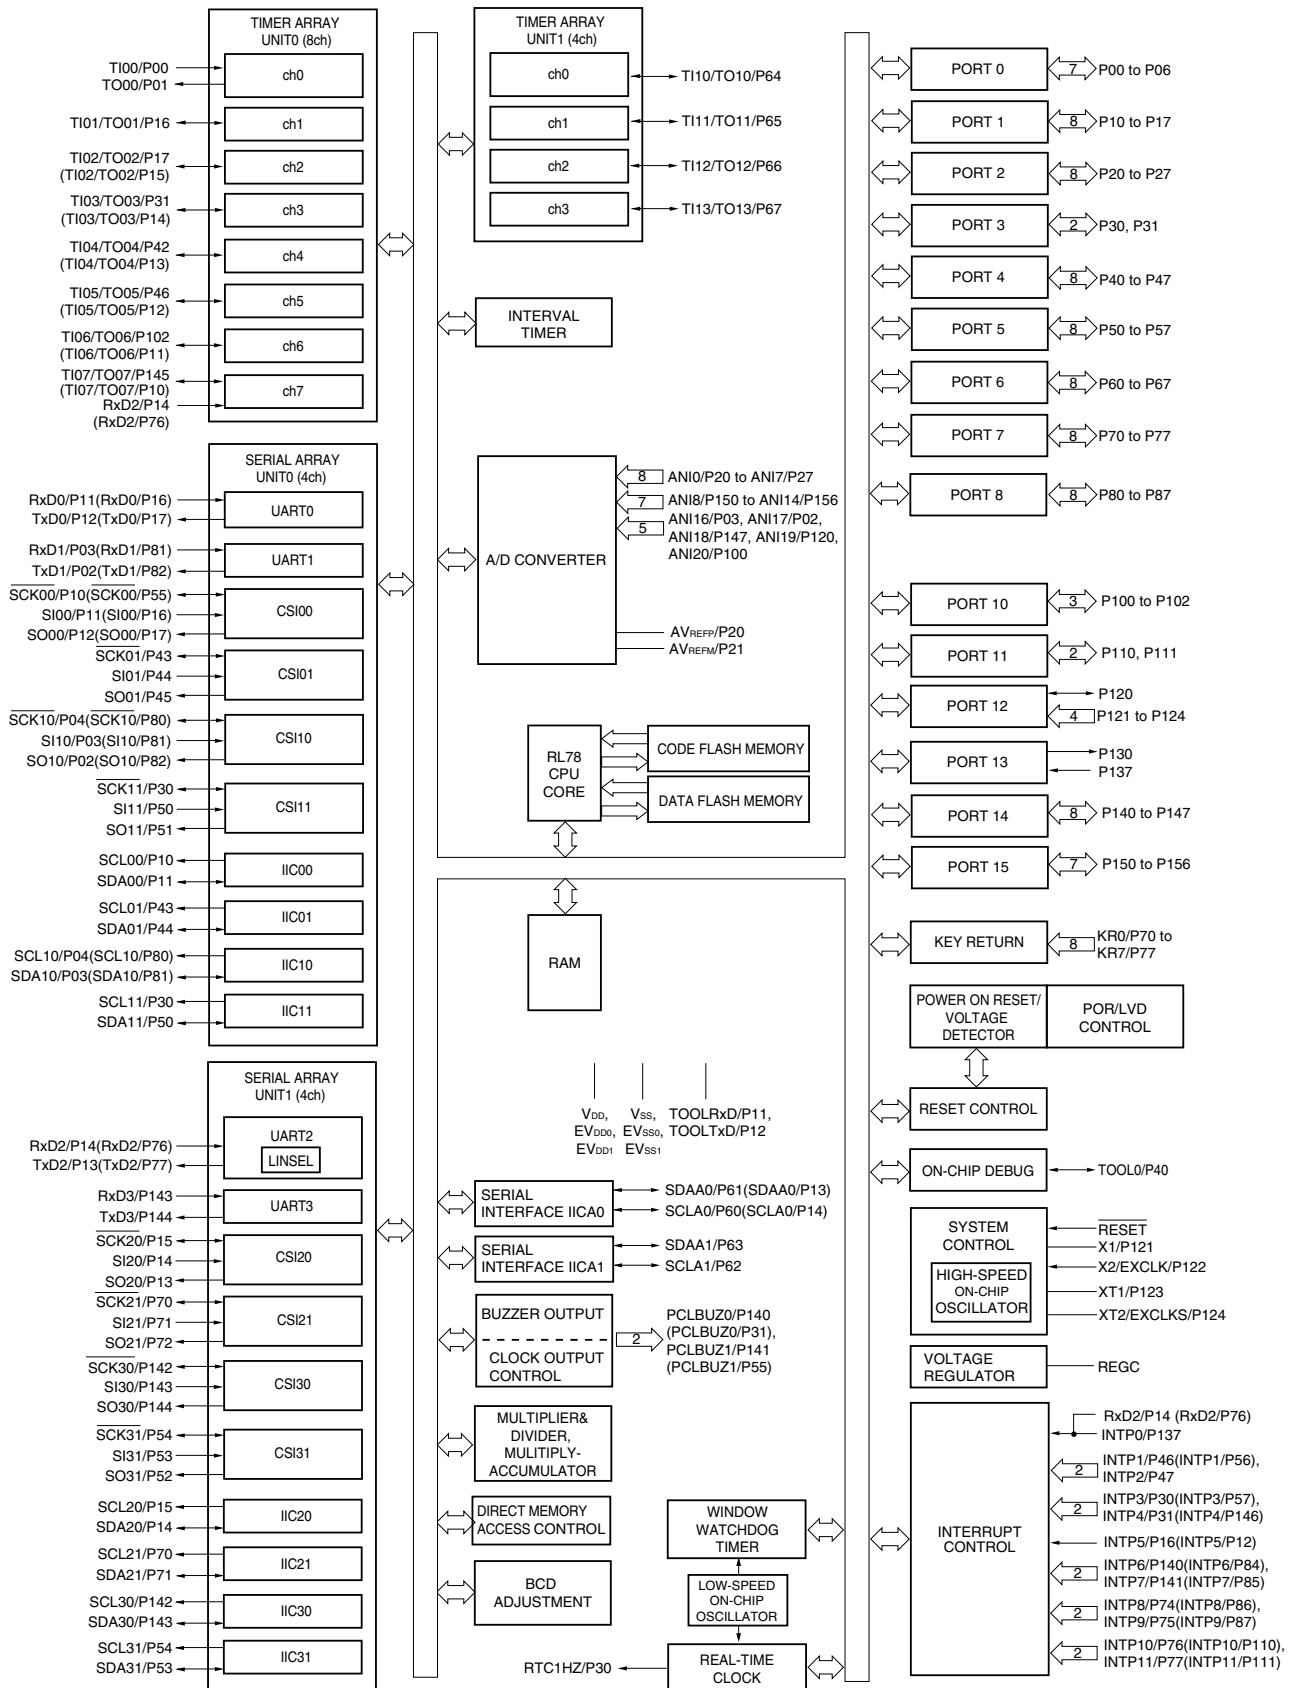 TIMER ARRAY
UNIT0 (8ch)
TI00/P00
TO00/P01
ch0
TI01/TO01/P16
ch1
TI02/TO02/P17
(TI02/TO02/P15)
ch2
TI03/TO03/P31
(TI03/TO03/P14)
ch3
TI04/TO04/P42
(TI04/TO04/P13)
ch4
TI05/TO05/P46
(TI05/TO05/P12)
ch5
TI06/TO06/P102
(TI06/TO06/P11)
ch6
TI07/TO07/P145
(TI07/TO07/P10)
RxD2/P14
(RxD2/P76)
ch7
SERIAL ARRAY
UNIT0 (4ch)
RxD0/P11(RxD0/P16)
TxD0/P12(TxD0/P17)
UART0
RxD1/P03(RxD1/P81)
TxD1/P02(TxD1/P82)
UART1
SCK00/P10(SCK00/P55)
SI00/P11(SI00/P16)
SO00/P12(SO00/P17)
CSI00
SCK01/P43
SI01/P44
SO01/P45
CSI01
SCK10/P04(SCK10/P80)
SI10/P03(SI10/P81)
SO10/P02(SO10/P82)
CSI10
SCK11/P30
SI11/P50
SO11/P51
CSI11
SCL00/P10
SDA00/P11
IIC00
SCL01/P43
SDA01/P44
IIC01
SCL10/P04(SCL10/P80)
SDA10/P03(SDA10/P81)
IIC10
SCL11/P30
SDA11/P50
IIC11
SERIAL ARRAY
UNIT1 (4ch)
RxD2/P14(RxD2/P76)
TxD2/P13(TxD2/P77)
UART2
LINSEL
RxD3/P143
TxD3/P144
UART3
SCK20/P15
SI20/P14
SO20/P13
CSI20
SCK21/P70
SI21/P71
SO21/P72
CSI21
SCK30/P142
SI30/P143
SO30/P144
CSI30
SCK31/P54
SI31/P53
SO31/P52
CSI31
SCL20/P15
SDA20/P14
IIC20
SCL21/P70
SDA21/P71
IIC21
SCL30/P142
SDA30/P143
IIC30
SCL31/P54
SDA31/P53
IIC31
TIMER ARRAY
UNIT1 (4ch)
ch0
TI10/TO10/P64
ch1
TI11/TO11/P65
ch2
TI12/TO12/P66
ch3
TI13/TO13/P67
INTERVAL
TIMER
A/D CONVERTER
8 ANI0/P20 to ANI7/P27
7 ANI8/P150 to ANI14/P156
5 ANI16/P03, ANI17/P02,
ANI18/P147, ANI19/P120,
ANI20/P100
AVREFP/P20
AVREFM/P21
RL78
CPU
CORE
CODE FLASH MEMORY
DATA FLASH MEMORY
RAM
VDD,
EVDD0,
EVDD1
VSS,
EVSS0,
EVSS1
TOOLRxD/P11,
TOOLTxD/P12
SERIAL
INTERFACE IICA0
SDAA0/P61(SDAA0/P13)
SCLA0/P60(SCLA0/P14)
SERIAL
INTERFACE IICA1
SDAA1/P63
SCLA1/P62
BUZZER OUTPUT
CLOCK OUTPUT
CONTROL
2
PCLBUZ0/P140
(PCLBUZ0/P31),
PCLBUZ1/P141
(PCLBUZ1/P55)
MULTIPLIER&
DIVIDER,
MULITIPLY-
ACCUMULATOR
DIRECT MEMORY
ACCESS CONTROL
BCD
ADJUSTMENT
WINDOW
WATCHDOG
TIMER
LOW-SPEED
ON-CHIP
OSCILLATOR
RTC1HZ/P30
REAL-TIME
CLOCK
PORT 0 7 P00 to P06
PORT 1 8 P10 to P17
PORT 2 8 P20 to P27
PORT 3 2 P30, P31
PORT 4 8 P40 to P47
PORT 5 8 P50 to P57
PORT 6 8 P60 to P67
PORT 7 8 P70 to P77
PORT 8 8 P80 to P87
PORT 10 3 P100 to P102
PORT 11 2 P110, P111
PORT 12
P120
4 P121 to P124
PORT 13
P130
P137
PORT 14 8 P140 to P147
PORT 15 7 P150 to P156
KEY RETURN
8
KR0/P70 to
KR7/P77
POWER ON RESET/
VOLTAGE
DETECTOR
POR/LVD
CONTROL
RESET CONTROL
ON-CHIP DEBUG
TOOL0/P40
SYSTEM
CONTROL
HIGH-SPEED
ON-CHIP
OSCILLATOR
RESET
X1/P121
X2/EXCLK/P122
XT1/P123
XT2/EXCLKS/P124
VOLTAGE
REGULATOR
REGC
INTERRUPT
CONTROL
RxD2/P14 (RxD2/P76)
INTP0/P137
2
INTP1/P46(INTP1/P56),
INTP2/P47
2
INTP3/P30(INTP3/P57),
INTP4/P31(INTP4/P146)
INTP5/P16(INTP5/P12)
2
INTP6/P140(INTP6/P84),
INTP7/P141(INTP7/P85)
2
INTP8/P74(INTP8/P86),
INTP9/P75(INTP9/P87)
2
INTP10/P76(INTP10/P110),
INTP11/P77(INTP11/P111)